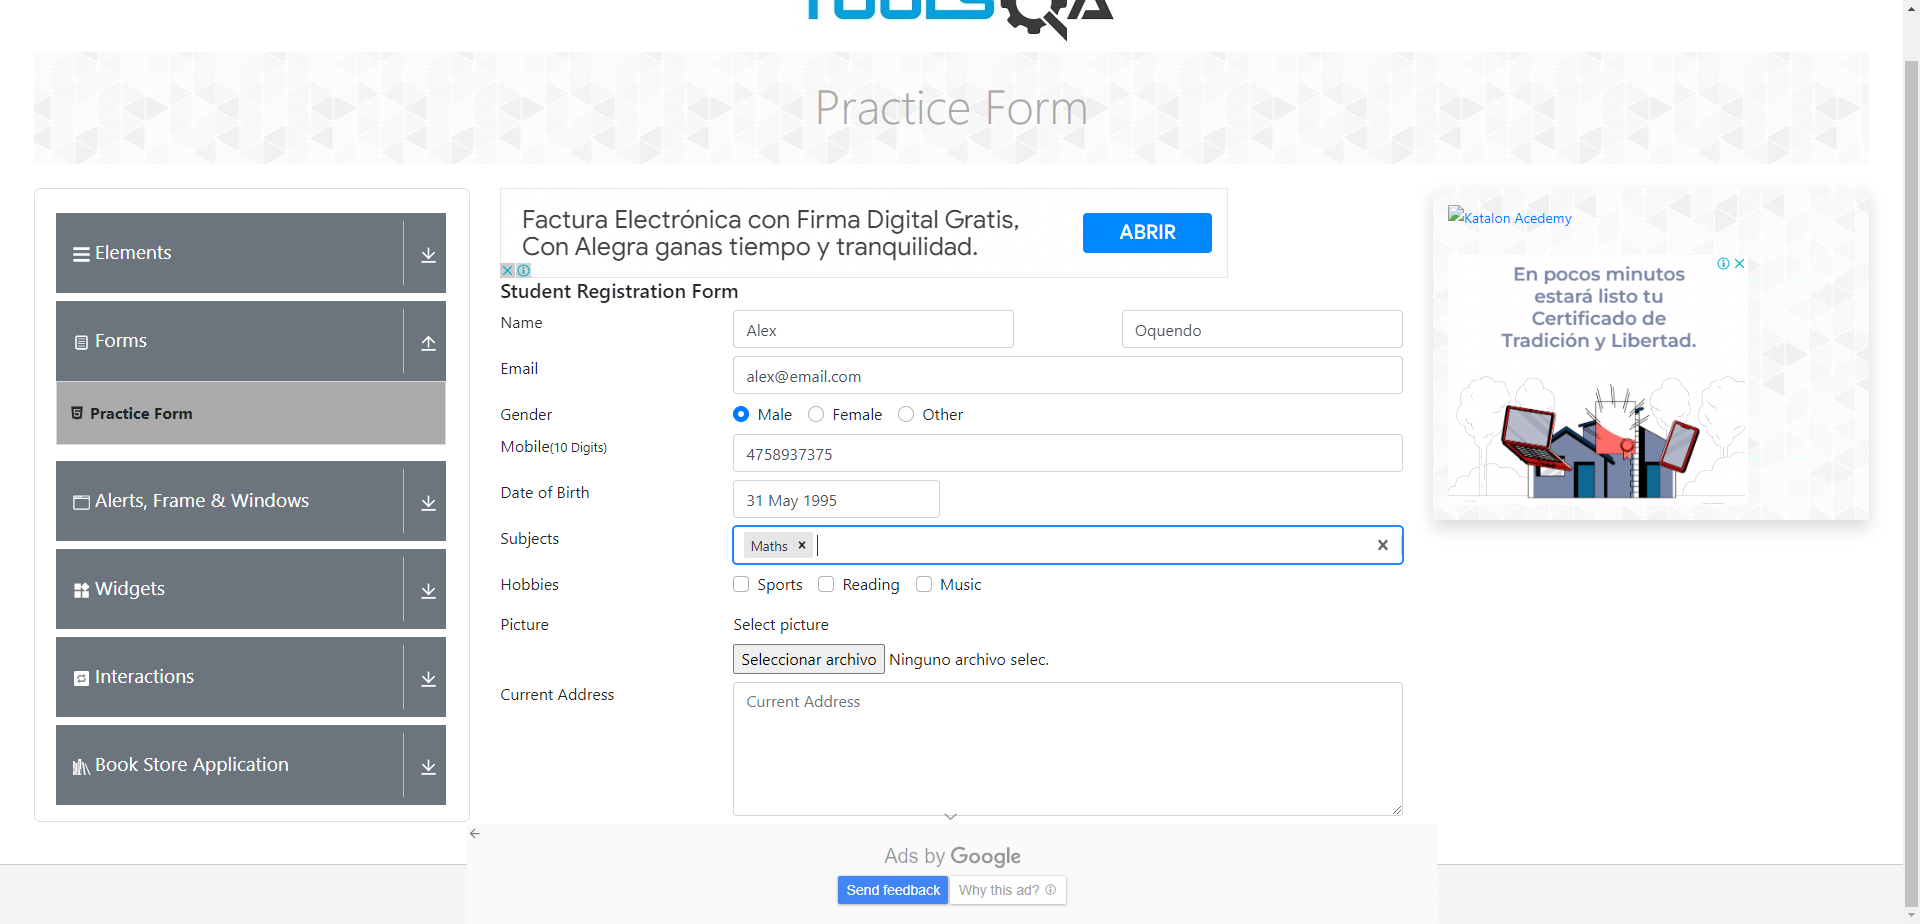 TOOLSQA
Practice Form
Elements
Forms
Practice Form
Alerts, Frame & Windows
Widgets
Interactions
Book Store Application
Factura Electrónica con Firma Digital Gratis,
Con Alegra ganas tiempo y tranquilidad.
ABRIR
Student Registration Form
Name
Alex
Oquendo
Email
alex@email.com
Gender
Male Female Other
Mobile(10 Digits)
4758937375
Date of Birth
31 May 1995
Subjects
Maths
Hobbies
Sports Reading Music
Picture
Select picture
Seleccionar archivo Ninguno archivo selec.
Current Address
Current Address
Katalon Acedemy
En pocos minutos
estará listo tu
Certificado de
Tradición y Libertad.
Ads by Google
Send feedback Why this ad?